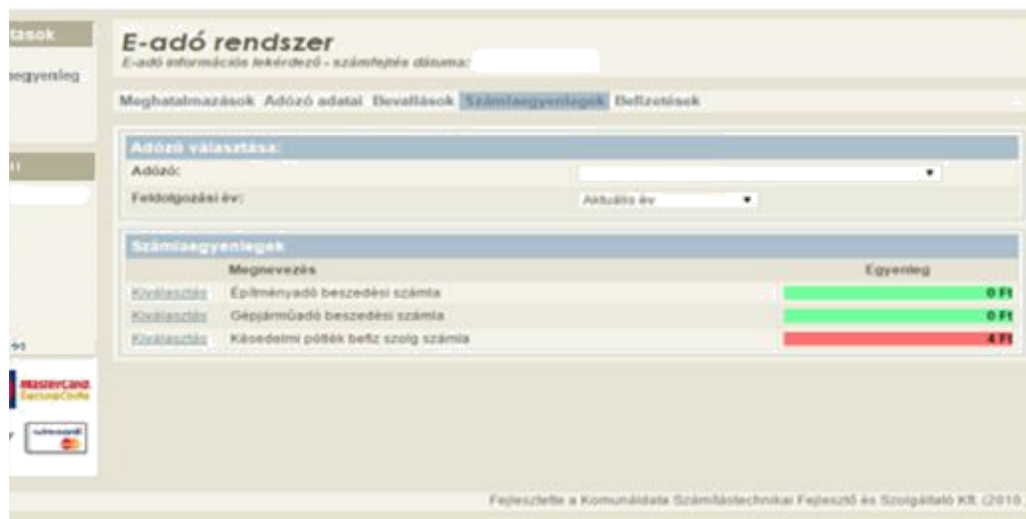 tások
aegyenleg
E-adó rendszer
E-adó információs lekérdező - számfejtés dátuma:
Meghatalmazások Adózó adatai Bevallások Számlaegyenlegek Befizetések
Adózó választása:
Adózó:
Feldolgozási év: Aktuális év
Számlaegyenlegek
Megnevezés Egyenleg
Kiválasztás Építményadó beszedési számla 0 Ft
Kiválasztás Gépjárműadó beszedési számla 0 Ft
Kiválasztás Késedelmi pótlék befiz szolg számla 4 Ft
MasterCard.
SecureCode
Fejlesztette a Komunáldata Számítástechnikai Fejlesztő és Szolgáltató Kft. (2010